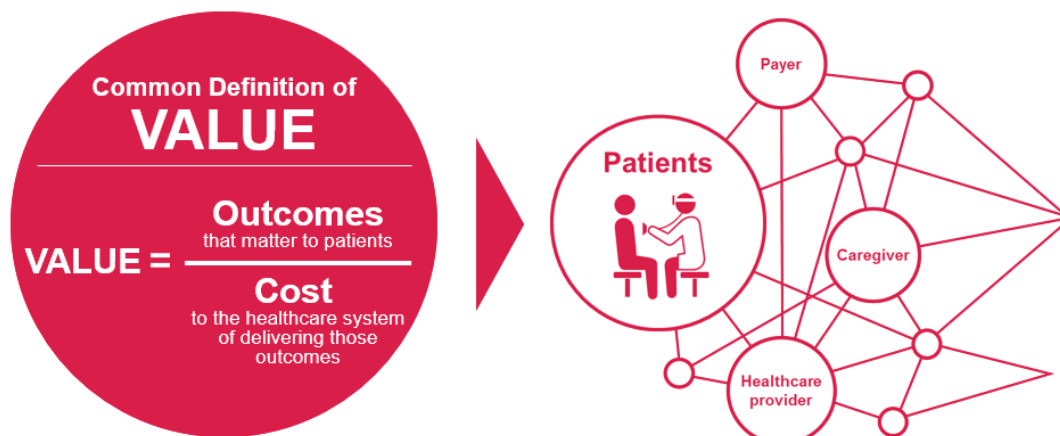 Common Definition of
VALUE
VALUE =
Outcomes
that matter to patients
Cost
to the healthcare system
of delivering those
outcomes
Payer
Patients
Caregiver
Healthcare
provider